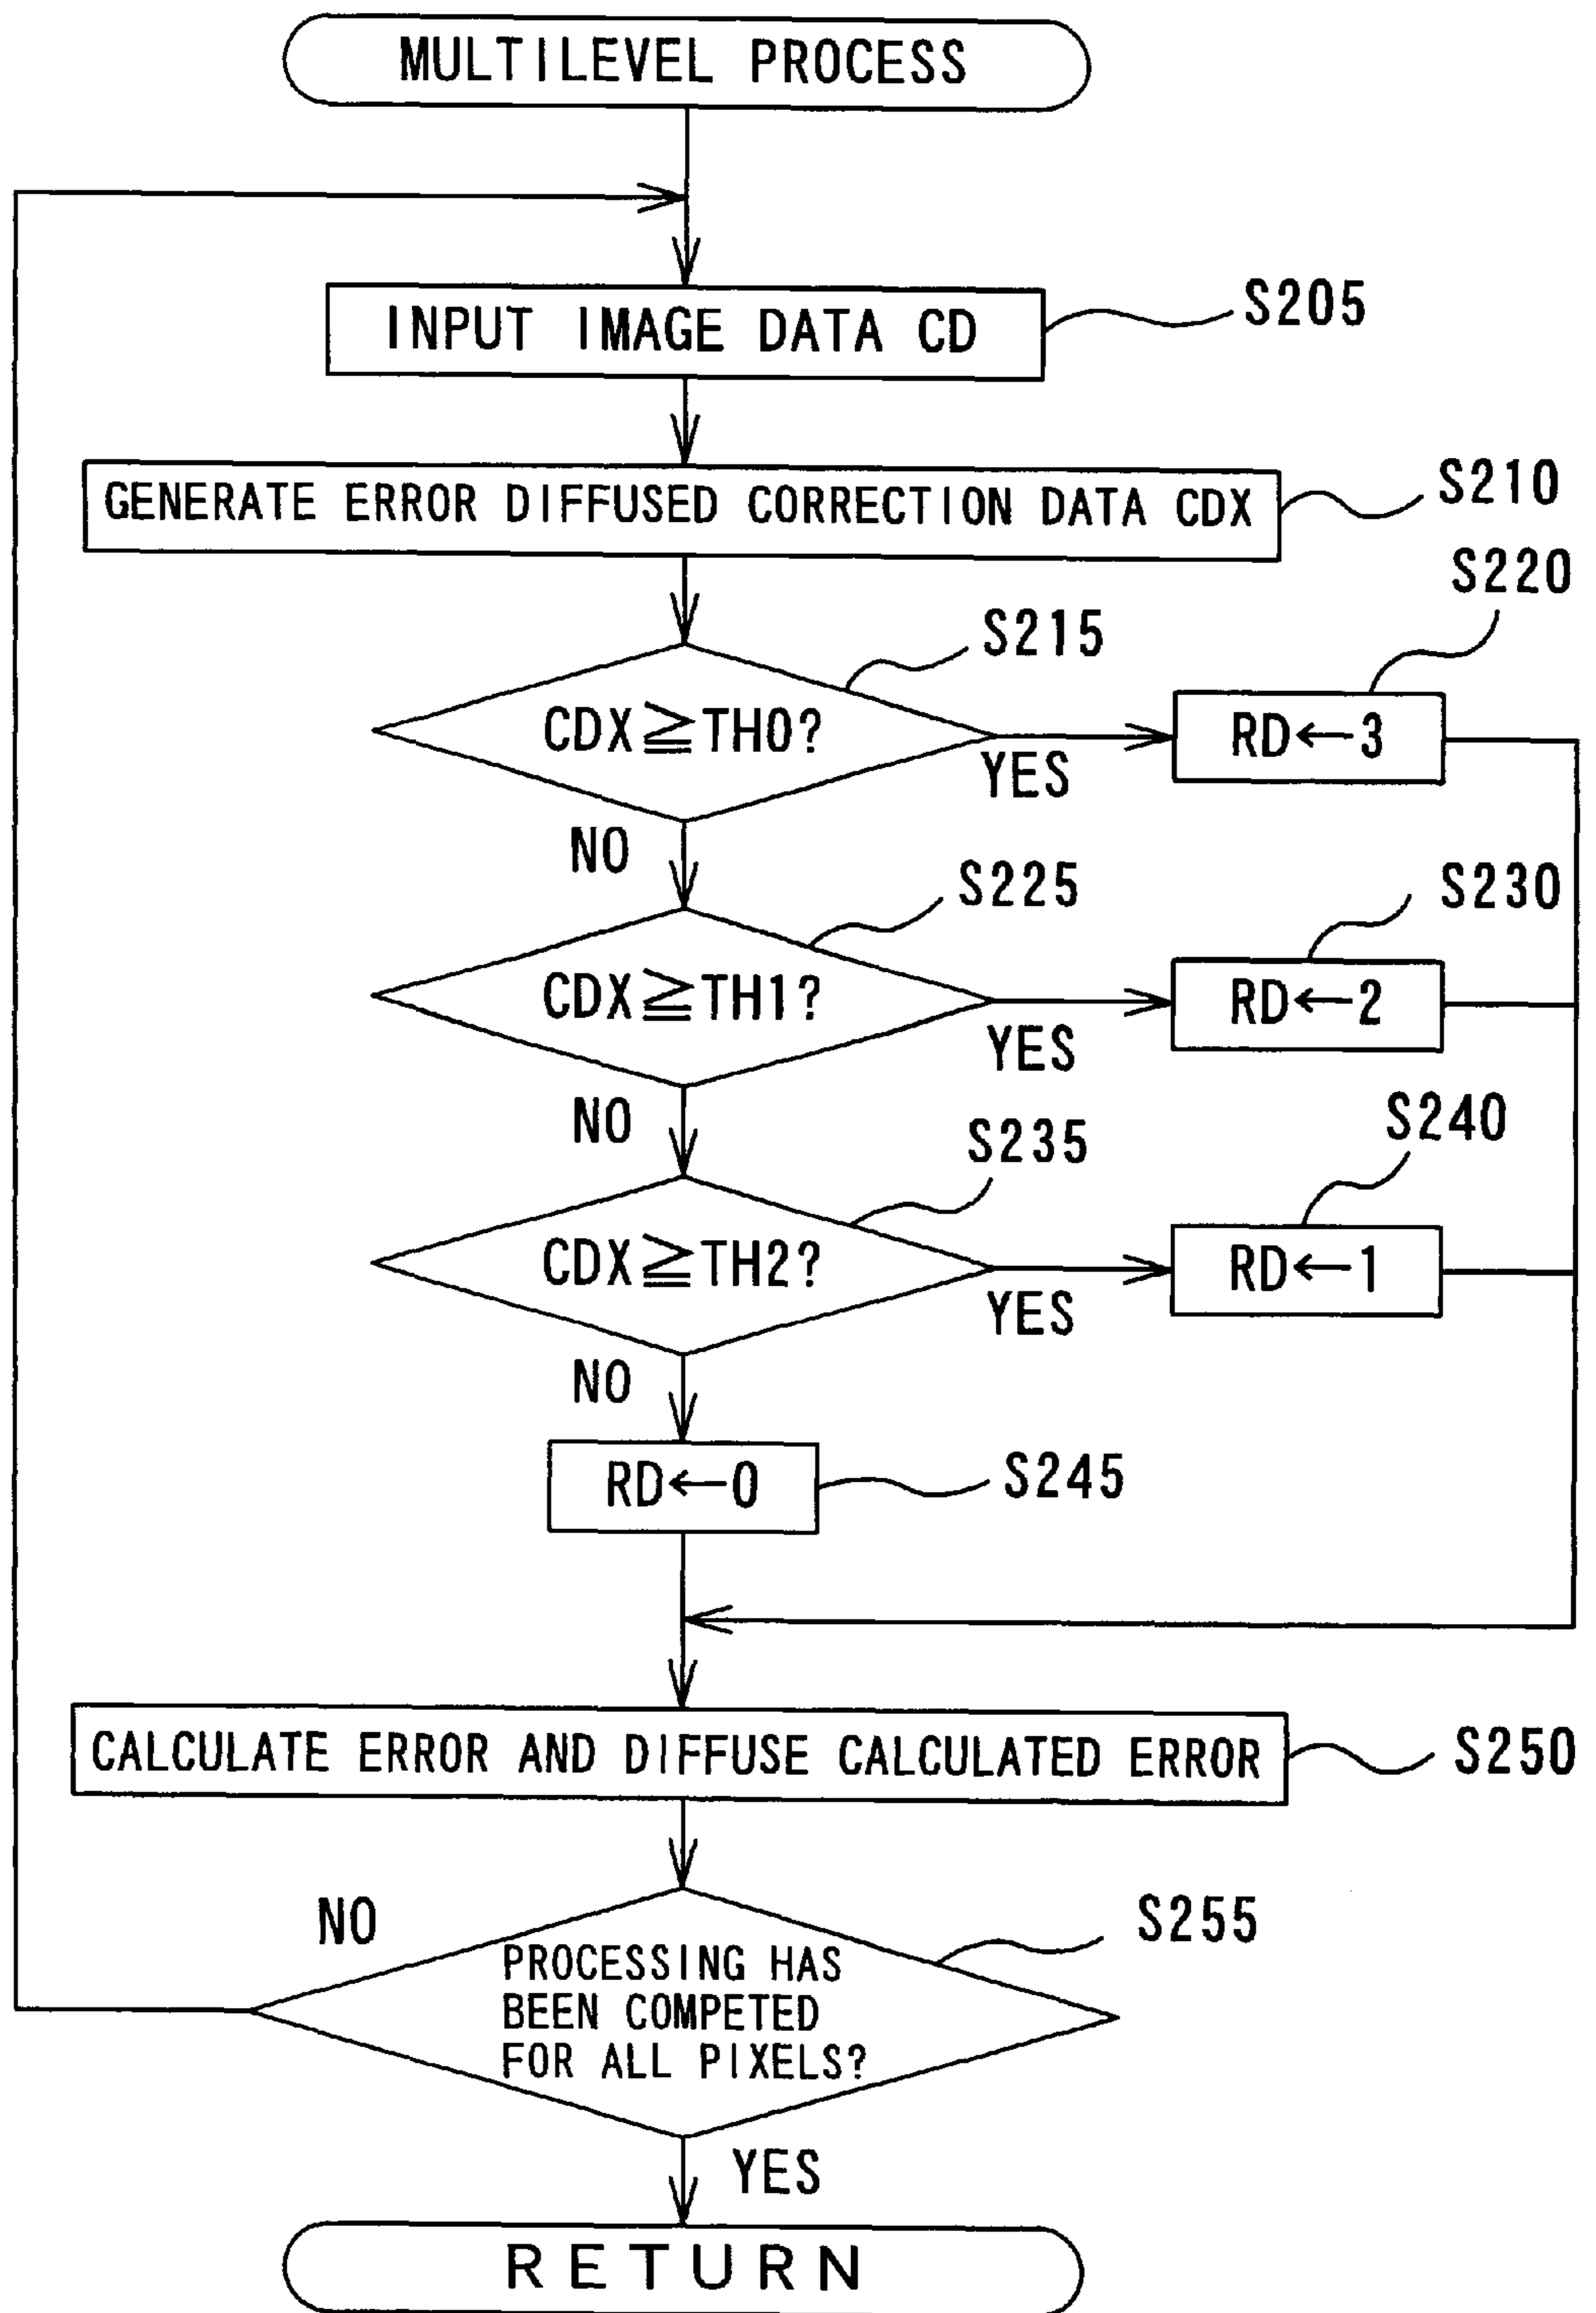 MULTILEVEL PROCESS
INPUT IMAGE DATA CD
S205
GENERATE ERROR DIFFUSED CORRECTION DATA CDX
S210
S215
S220
CDX≧TH0?
YES
RD←3
NO
S225
S230
CDX≧TH1?
YES
RD←2
NO
S235
S240
CDX≧TH2?
YES
RD←1
NO
RD←0
S245
CALCULATE ERROR AND DIFFUSE CALCULATED ERROR
S250
NO
S255
PROCESSING HAS
BEEN COMPETED
FOR ALL PIXELS?
YES
RETURN